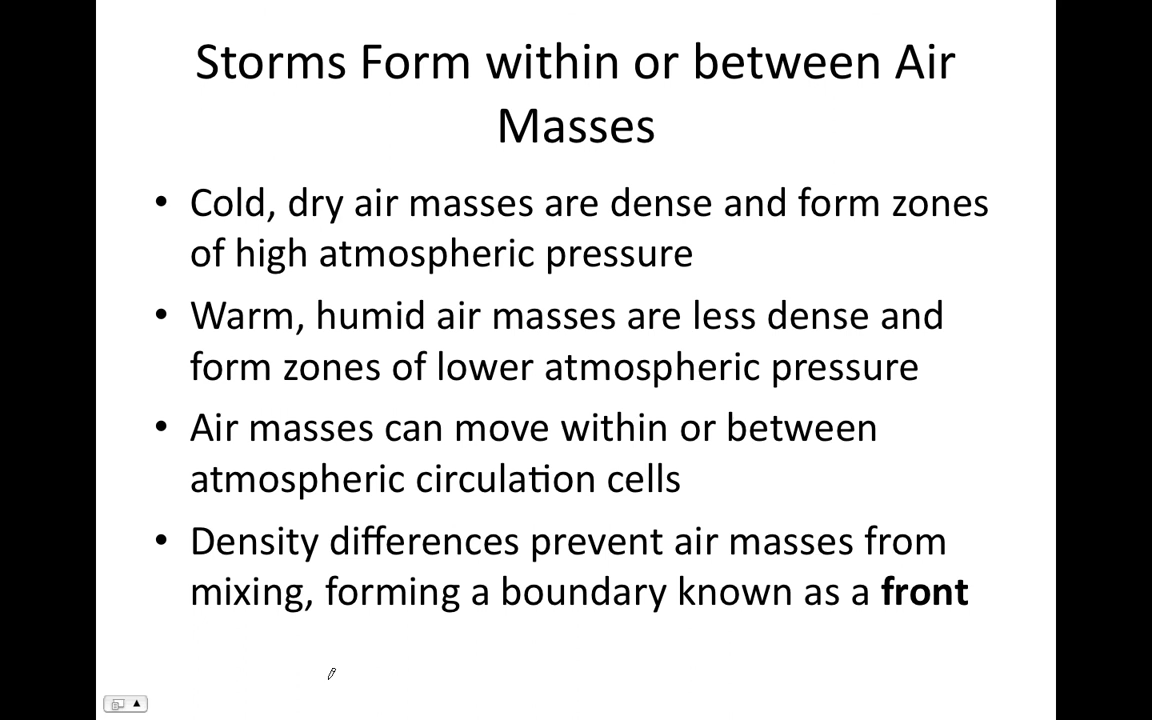 Storms Form within or between Air
Masses
• Cold, dry air masses are dense and form zones
of high atmospheric pressure
• Warm, humid air masses are less dense and
form zones of lower atmospheric pressure
• Air masses can move within or between
atmospheric circulation cells
• Density differences prevent air masses from
mixing, forming a boundary known as a front